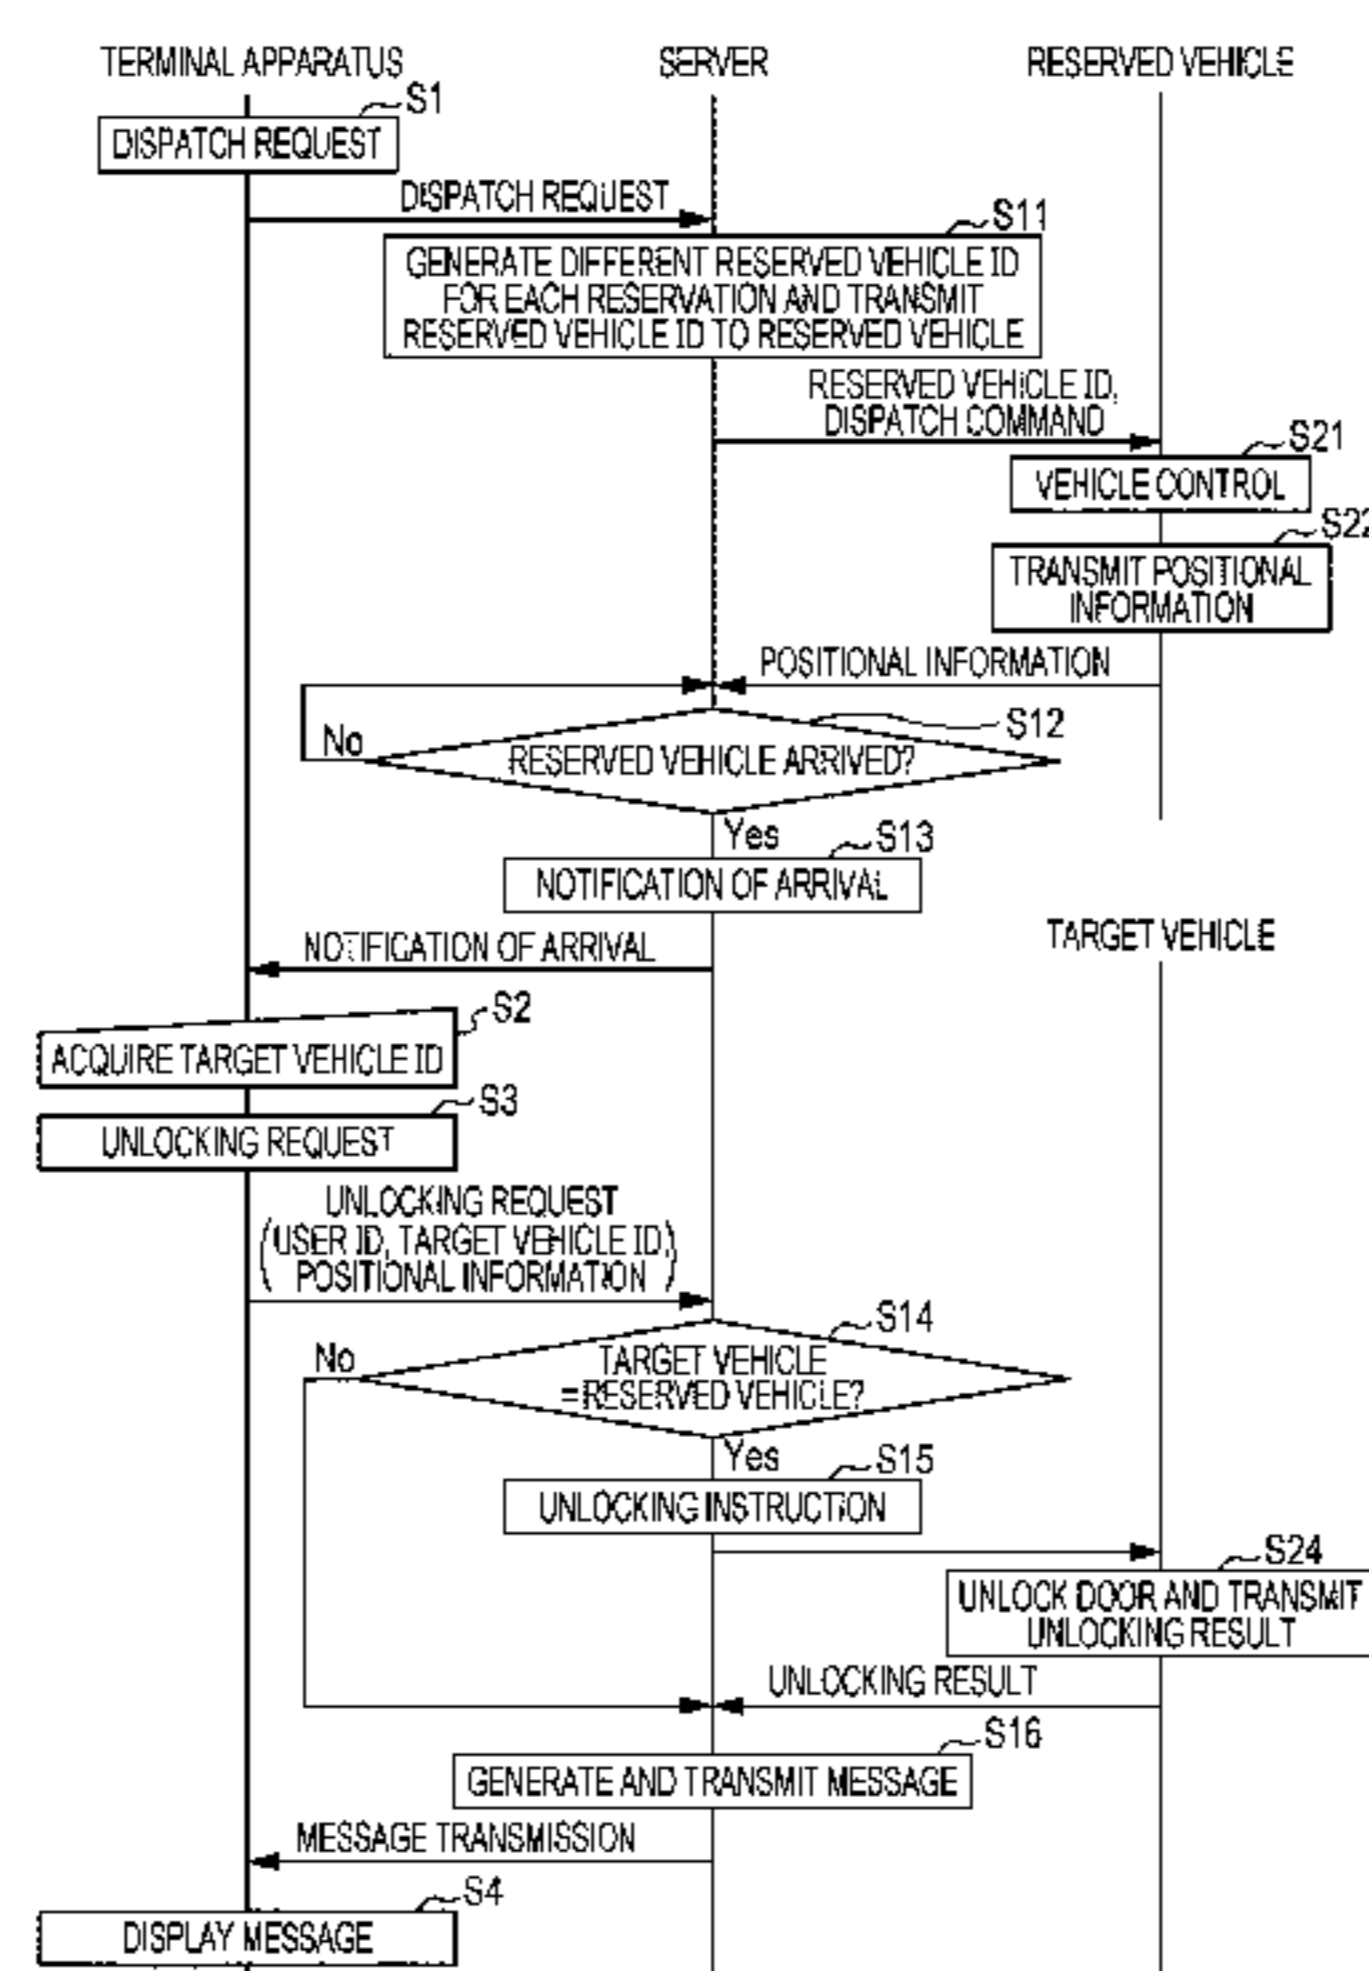 TERMINAL APPARATUS
SERVER
RESERVED VEHICLE
S1
DISPATCH REQUEST
DISPATCH REQUEST
S11
GENERATE DIFFERENT RESERVED VEHICLE ID
FOR EACH RESERVATION AND TRANSMIT
RESERVED VEHICLE ID TO RESERVED VEHICLE
RESERVED VEHICLE ID,
DISPATCH COMMAND
S21
VEHICLE CONTROL
S22
TRANSMIT POSITIONAL
INFORMATION
POSITIONAL INFORMATION
S12
No
RESERVED VEHICLE ARRIVED?
Yes
S13
NOTIFICATION OF ARRIVAL
TARGET VEHICLE
NOTIFICATION OF ARRIVAL
S2
ACQUIRE TARGET VEHICLE ID
S3
UNLOCKING REQUEST
UNLOCKING REQUEST
(USER ID, TARGET VEHICLE ID,
POSITIONAL INFORMATION)
S14
No
TARGET VEHICLE
=RESERVED VEHICLE?
Yes
S15
UNLOCKING INSTRUCTION
S24
UNLOCK DOOR AND TRANSMIT
UNLOCKING RESULT
UNLOCKING RESULT
S16
GENERATE AND TRANSMIT MESSAGE
MESSAGE TRANSMISSION
S4
DISPLAY MESSAGE